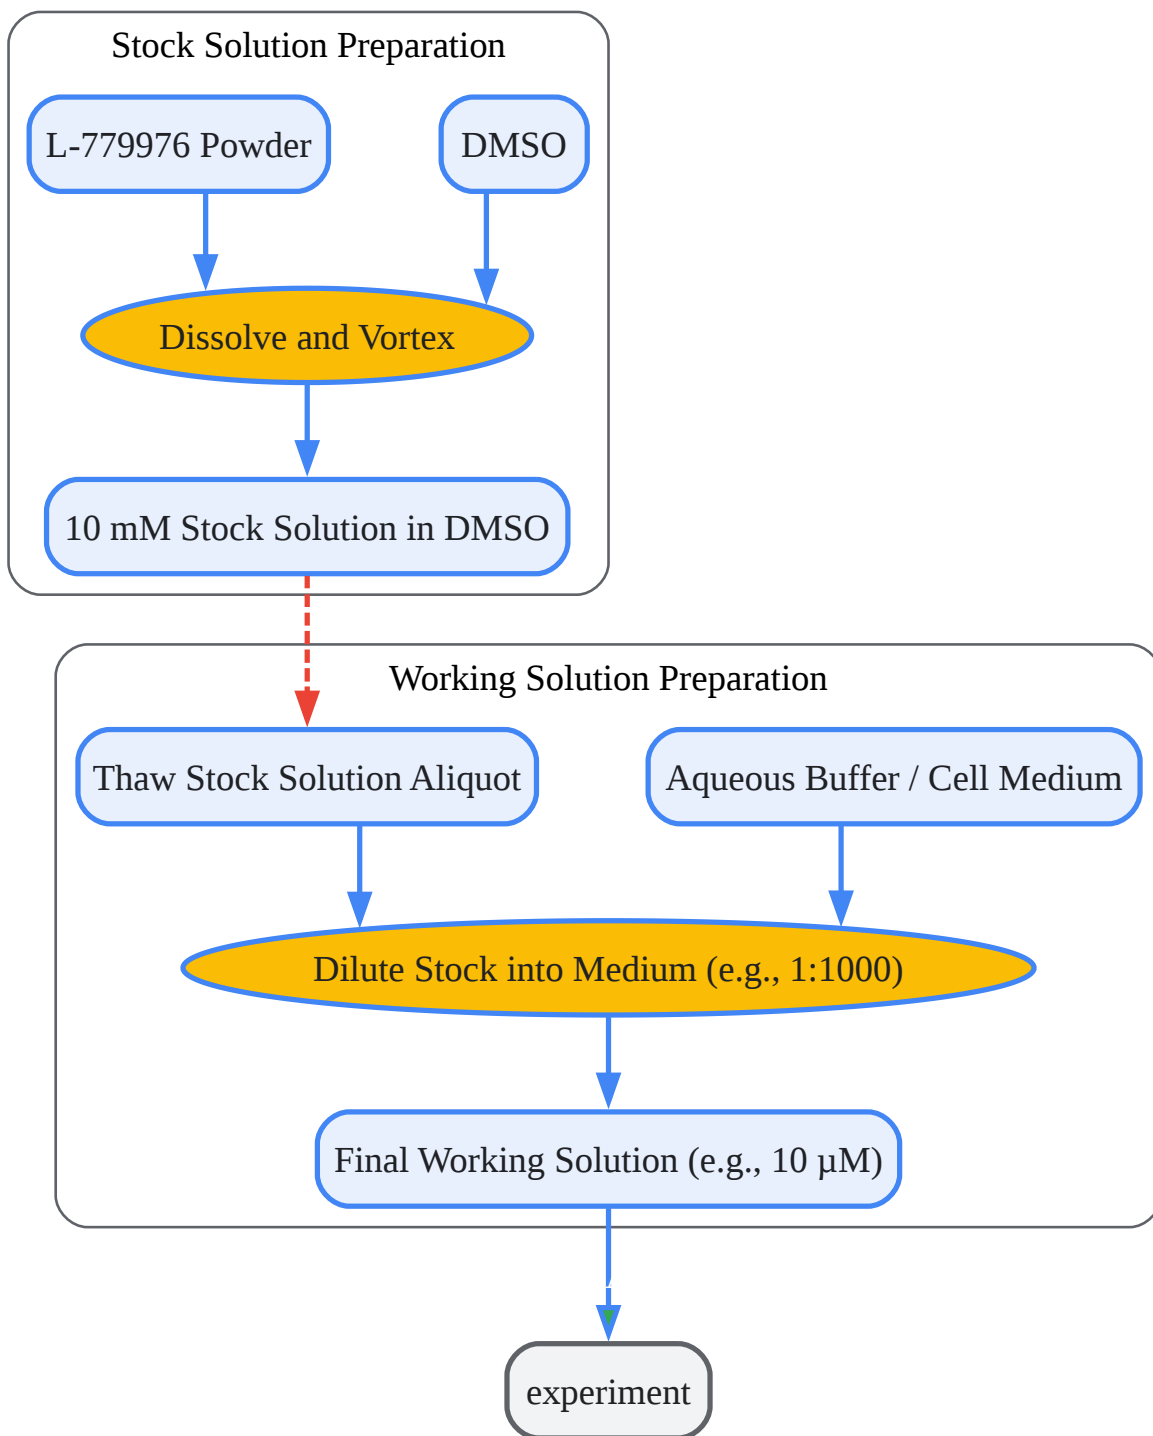 Stock Solution Preparation
L-779976 Powder
DMSO
Dissolve and Vortex
10 mM Stock Solution in DMSO
Working Solution Preparation
Thaw Stock Solution Aliquot
Aqueous Buffer / Cell Medium
Dilute Stock into Medium (e.g., 1:1000)
Final Working Solution (e.g., 10 µM)
experiment